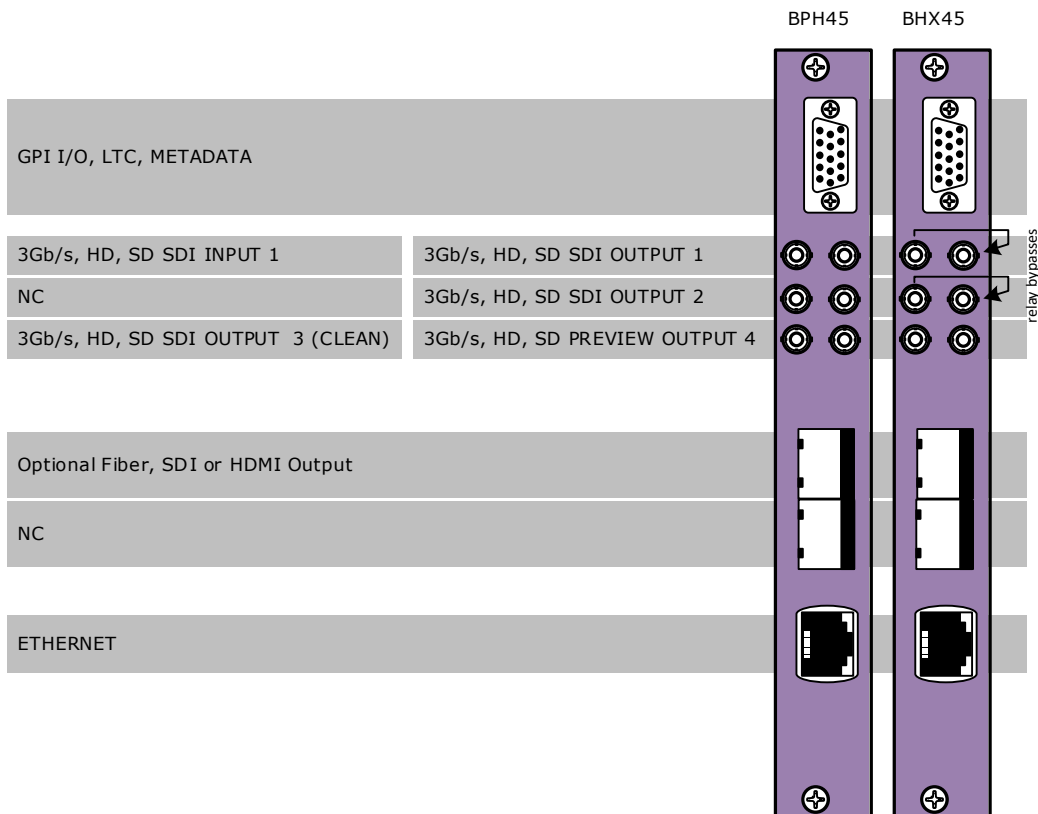 BPH45 BHX45
GPI I/O, LTC, METADATA
3Gb/s, HD, SD SDI INPUT 1
3Gb/s, HD, SD SDI OUTPUT 1
NC
3Gb/s, HD, SD SDI OUTPUT 2
3Gb/s, HD, SD SDI OUTPUT 3 (CLEAN)
3Gb/s, HD, SD PREVIEW OUTPUT 4
relay bypasses
Optional Fiber, SDI or HDMI Output
NC
ETHERNET